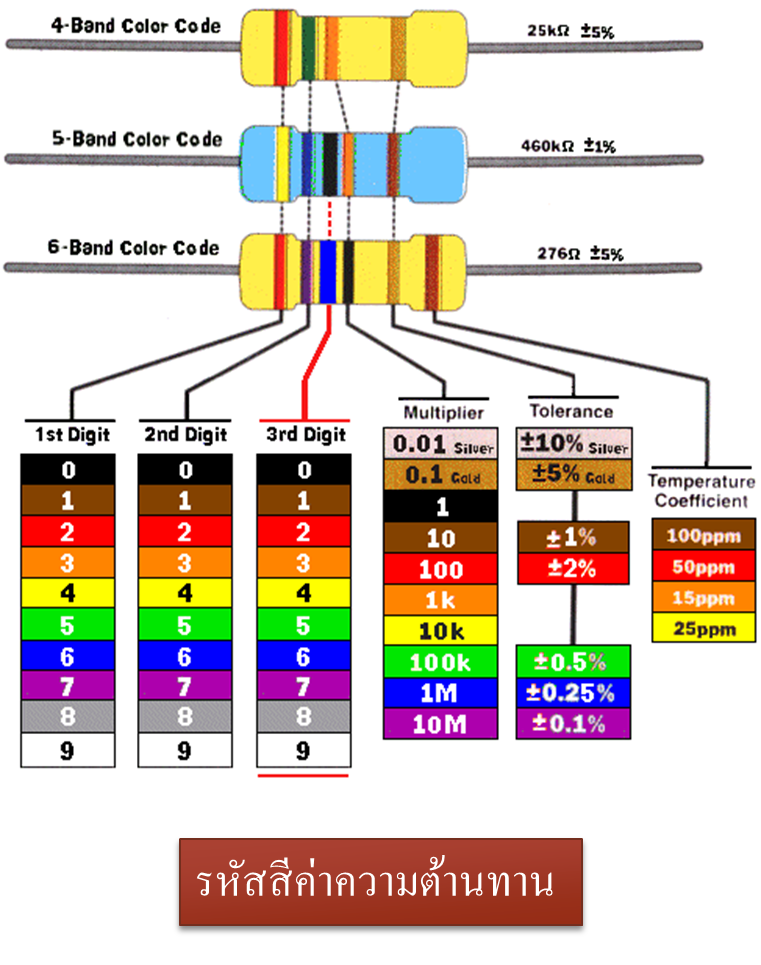 4-Band Color Code
25kΩ ±5%
5-Band Color Code
460kΩ ±1%
6-Band Color Code
276Ω ±5%
1st Digit
0
1
2
3
4
5
6
7
8
9
2nd Digit
0
1
2
3
4
5
6
7
8
9
3rd Digit
0
1
2
3
4
5
6
7
8
9
Multiplier
0.01 Silver
0.1 Gold
1
10
100
1k
10k
100k
1M
10M
Tolerance
±10% Silver
±5% Gold
±1%
±2%
±0.5%
±0.25%
±0.1%
Temperature
Coefficient
100ppm
50ppm
15ppm
25ppm
รหัสสีค่าความต้านทาน